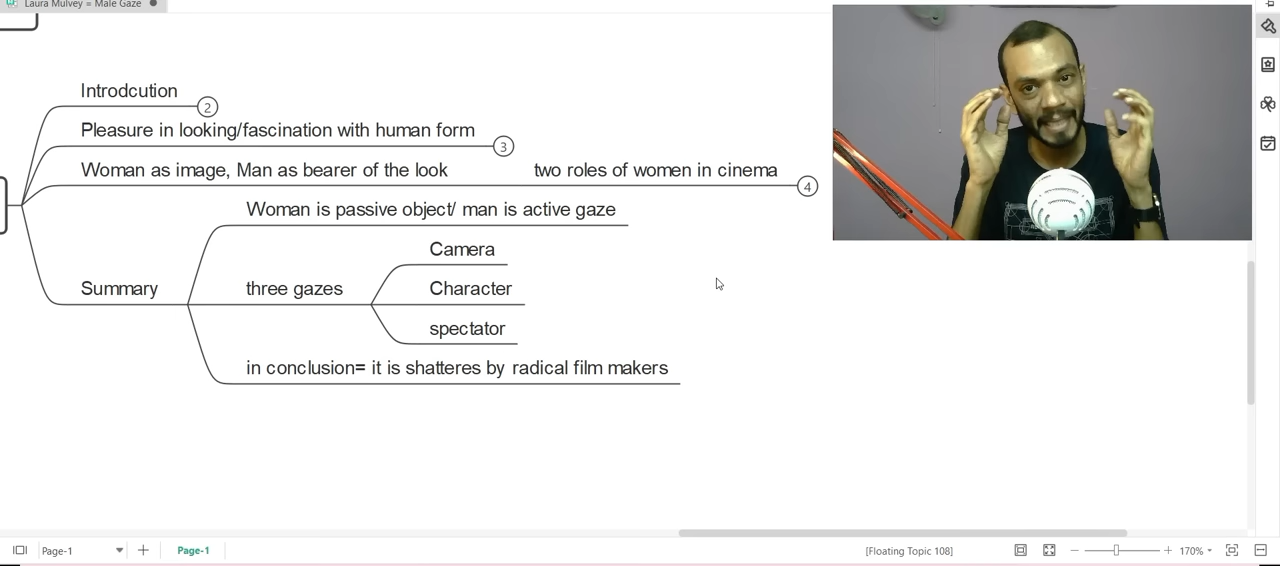 Laura Mulvey = Male Gaze
Introdcution
2
Pleasure in looking/fascination with human form
3
Woman as image, Man as bearer of the look
two roles of women in cinema
4
Woman is passive object/ man is active gaze
Camera
Summary
three gazes
Character
spectator
in conclusion= it is shatteres by radical film makers
Page-1
Page-1
[Floating Topic 108]
170%